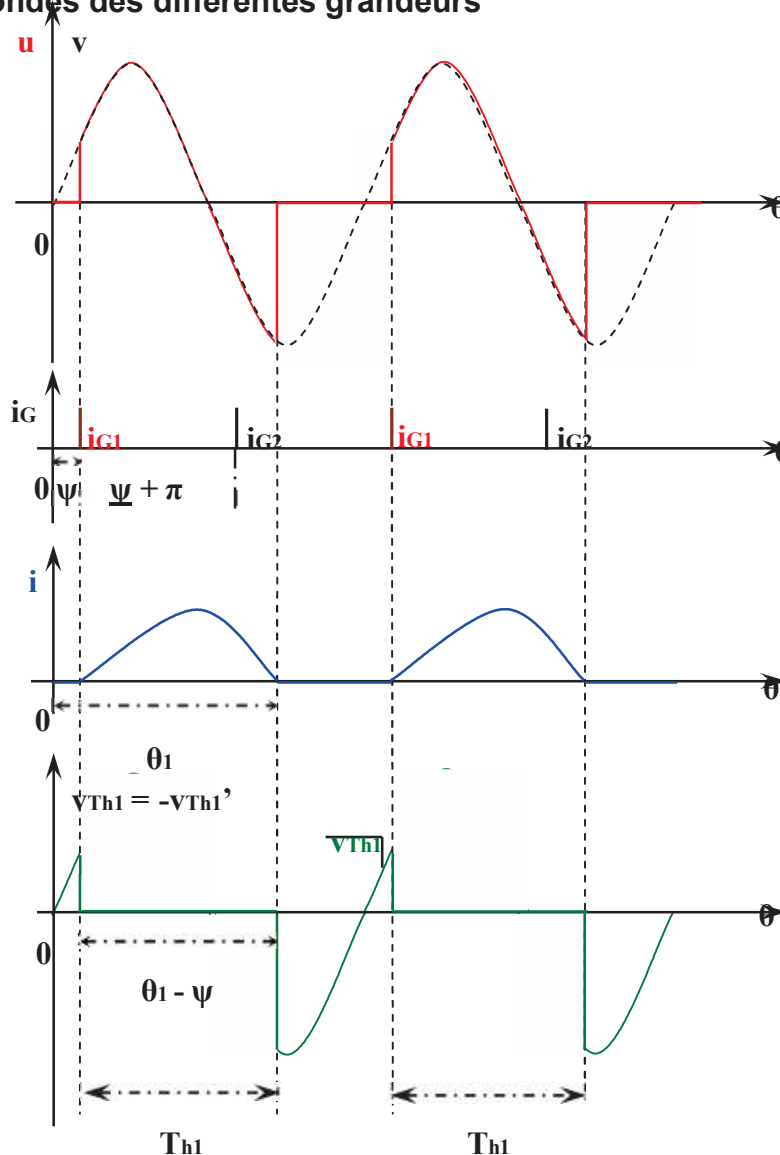 ondes des différentes grandeurs
u v
0
θ
iG
iG1 iG2 iG1 iG2
0 ψ ψ + π
i
0
θ
θ1
vTh1 = -vTh1’
vTh1
0
θ
θ1 - ψ
Th1 Th1